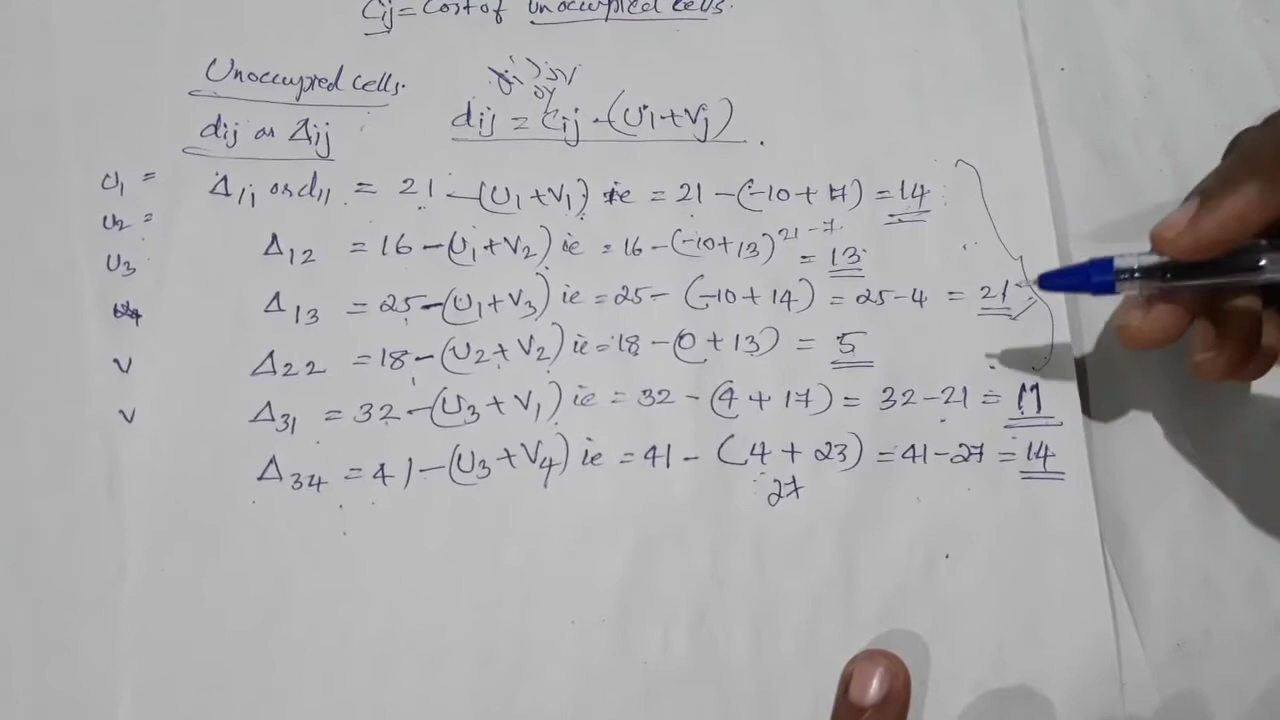 Cij = Cost of Unoccupied Cells.
Unoccupied Cells.
dij or Δij
dij = Cij - (Ui + Vj)
U1 = Δ11 or d11 = 21 - (U1 + V1) ie = 21 - (-10 + 17) = 14
21 - 7
U2 = Δ12 = 16 - (U1 + V2) ie = 16 - (-10 + 13) = 13
U3 Δ13 = 25 - (U1 + V3) ie = 25 - (-10 + 14) = 25 - 4 = 21
V Δ22 = 18 - (U2 + V2) ie = 18 - (0 + 13) = 5
V Δ31 = 32 - (U3 + V1) ie = 32 - (4 + 17) = 32 - 21 = 11
Δ34 = 41 - (U3 + V4) ie = 41 - (4 + 23) = 41 - 27 = 14
27